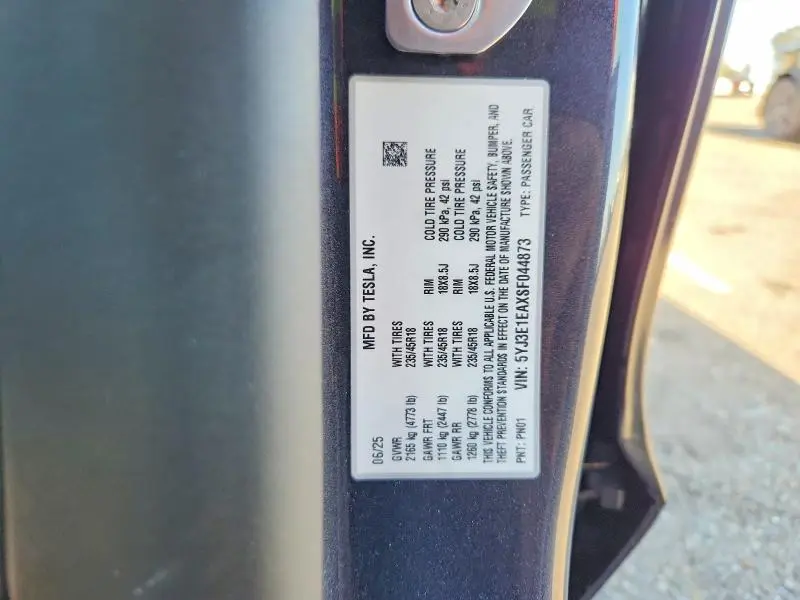 MFD BY TESLA, INC.
06/25
GVWR
2165 kg (4773 lb)
WITH TIRES
235/45R18
GAWR FRT
1110 kg (2447 lb)
WITH TIRES
235/45R18
RIM
18X8.5J
COLD TIRE PRESSURE
290 kPa, 42 psi
GAWR RR
1260 kg (2778 lb)
WITH TIRES
235/45R18
RIM
18X8.5J
COLD TIRE PRESSURE
290 kPa, 42 psi
THIS VEHICLE CONFORMS TO ALL APPLICABLE U.S. FEDERAL MOTOR VEHICLE SAFETY, BUMPER, AND
THEFT PREVENTION STANDARDS IN EFFECT ON THE DATE OF MANUFACTURE SHOWN ABOVE.
PNT: PN01 VIN: 5YJ3E1EAXSF044873 TYPE: PASSENGER CAR